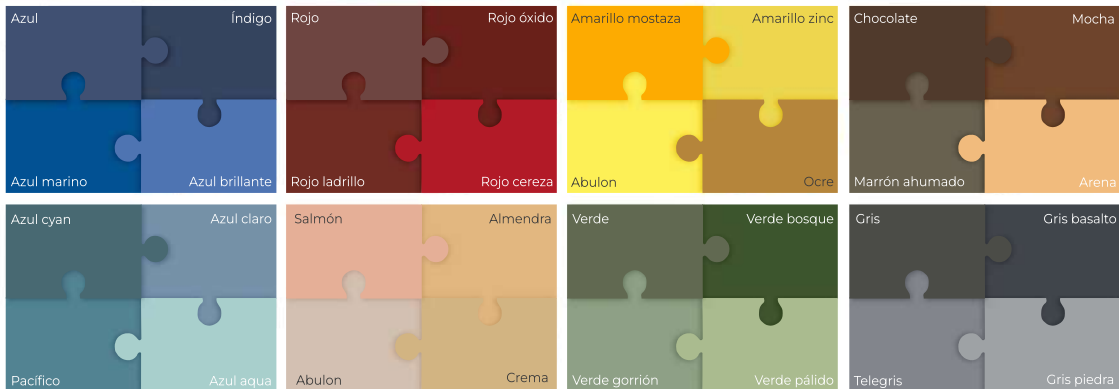 Azul
Índigo
Azul marino
Azul brillante
Rojo
Rojo óxido
Rojo ladrillo
Rojo cereza
Amarillo mostaza
Amarillo zinc
Abulon
Ocre
Chocolate
Mocha
Marrón ahumado
Arena
Azul cyan
Azul claro
Pacífico
Azul aqua
Salmón
Almendra
Abulon
Crema
Verde
Verde bosque
Verde gorrión
Verde pálido
Gris
Gris basalto
Telegris
Gris piedra